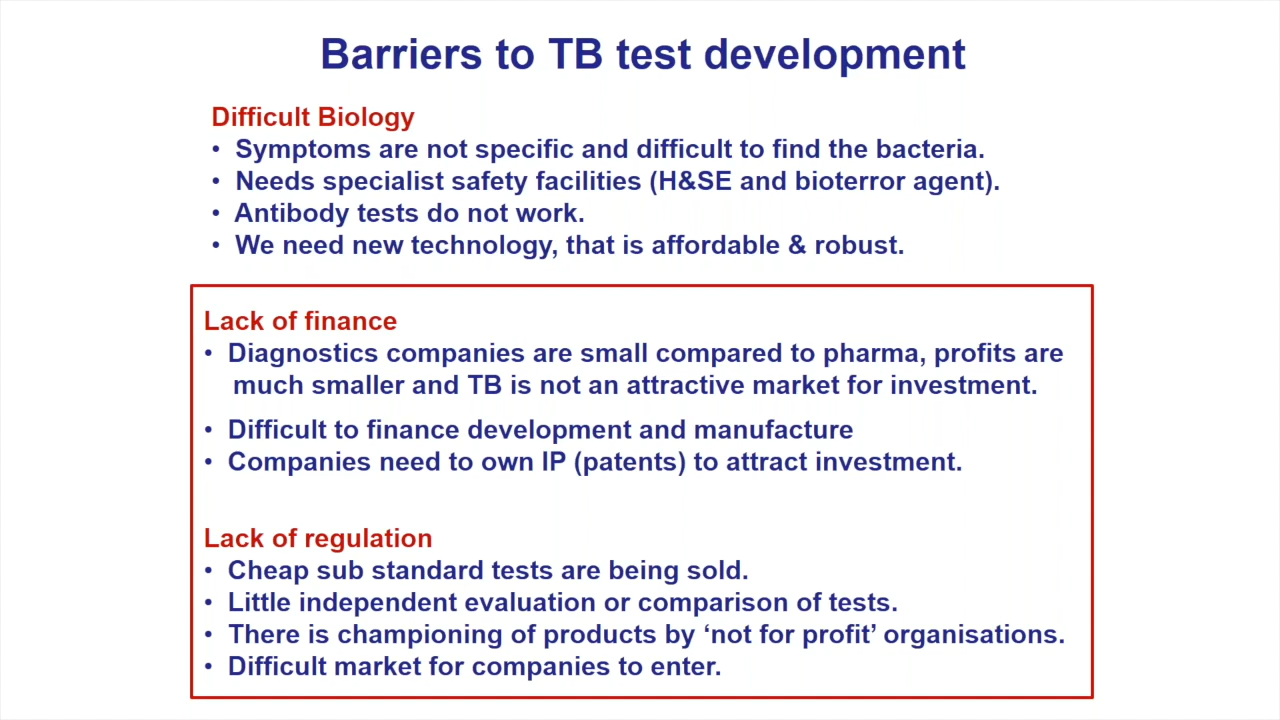 Barriers to TB test development
Difficult Biology
• Symptoms are not specific and difficult to find the bacteria.
• Needs specialist safety facilities (H&SE and bioterror agent).
• Antibody tests do not work.
• We need new technology, that is affordable & robust.
Lack of finance
• Diagnostics companies are small compared to pharma, profits are
much smaller and TB is not an attractive market for investment.
• Difficult to finance development and manufacture
• Companies need to own IP (patents) to attract investment.
Lack of regulation
• Cheap sub standard tests are being sold.
• Little independent evaluation or comparison of tests.
• There is championing of products by ‘not for profit’ organisations.
• Difficult market for companies to enter.